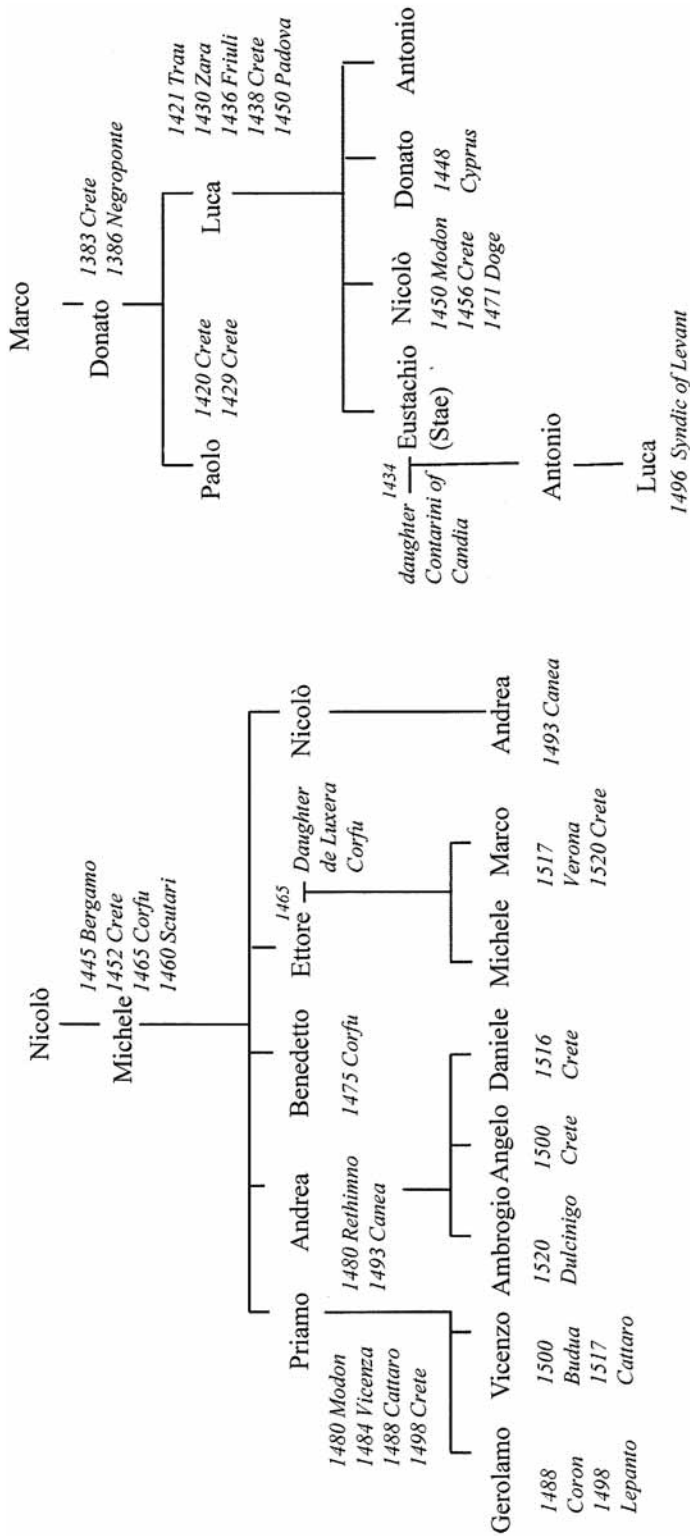 Nicolò
Michele
1445 Bergamo
1452 Crete
1465 Corfu
1460 Scutari
Priamo
1480 Modon
1484 Vicenza
1488 Cattaro
1498 Crete
Andrea
1480 Rethimno
1493 Canea
Benedetto
1475 Corfu
Ettore
1465
Daughter
de Luxera
Corfu
Nicolò
Gerolamo
1488
Coron
1498
Lepanto
Vicenzo
1500
Budua
1517
Cattaro
Ambrogio
1520
Dulcinigo
Angelo
1500
Crete
Daniele
1516
Crete
Michele
Marco
1517
Verona
1520 Crete
Andrea
1493 Canea
Marco
Donato
1383 Crete
1386 Negroponte
Paolo
1420 Crete
1429 Crete
Luca
1421 Trau
1430 Zara
1436 Friuli
1438 Crete
1450 Padova
daughter
Contarini of
Candia
1434
Eustachio
(Stae)
Nicolò
1450 Modon
1456 Crete
1471 Doge
Donato
1448
Cyprus
Antonio
Antonio
Luca
1496 Syndic of Levant